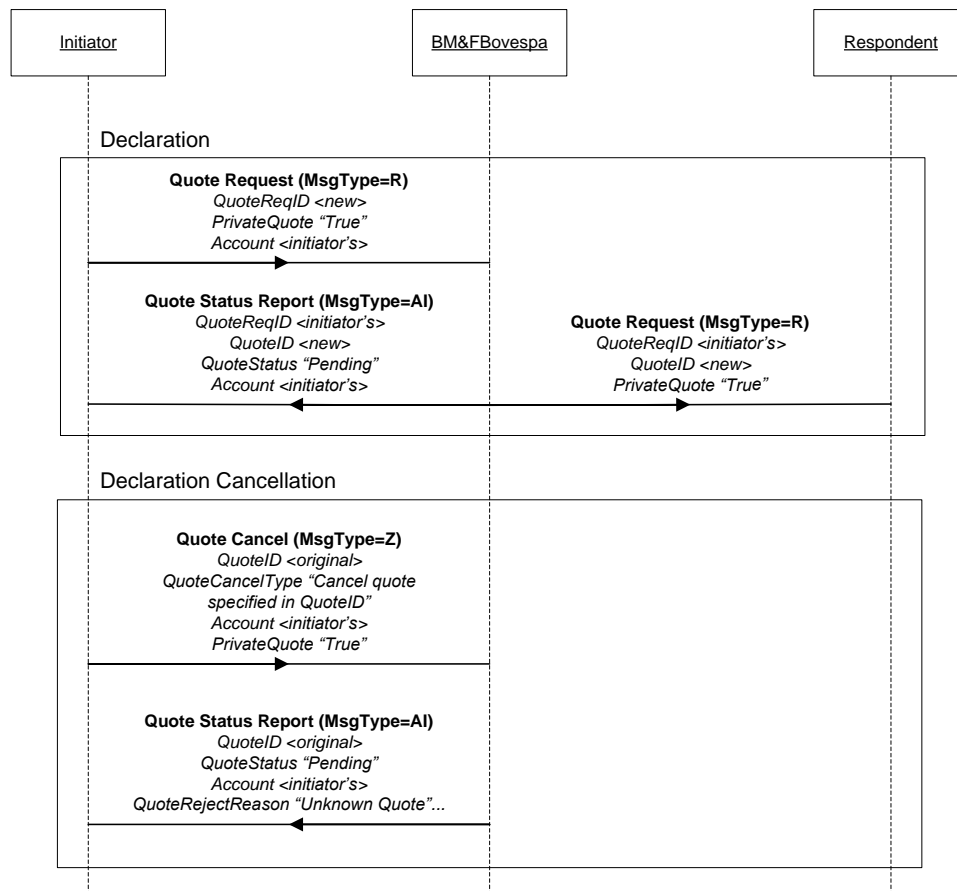 Initiator
BM&FBovespa
Respondent
Declaration
Quote Request (MsgType=R)
QuoteReqID <new>
PrivateQuote “True”
Account <initiator’s>
Quote Status Report (MsgType=AI)
QuoteReqID <initiator’s>
QuoteID <new>
QuoteStatus “Pending”
Account <initiator’s>
Quote Request (MsgType=R)
QuoteReqID <initiator’s>
QuoteID <new>
PrivateQuote “True”
Declaration Cancellation
Quote Cancel (MsgType=Z)
QuoteID <original>
QuoteCancelType “Cancel quote
specified in QuoteID”
Account <initiator’s>
PrivateQuote “True”
Quote Status Report (MsgType=AI)
QuoteID <original>
QuoteStatus “Pending”
Account <initiator’s>
QuoteRejectReason “Unknown Quote”...